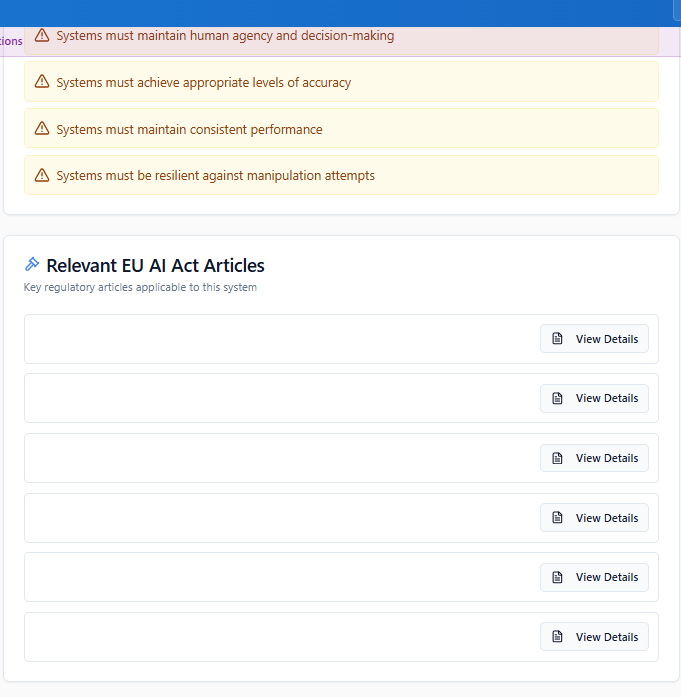 tions
Systems must maintain human agency and decision-making
Systems must achieve appropriate levels of accuracy
Systems must maintain consistent performance
Systems must be resilient against manipulation attempts
Relevant EU AI Act Articles
Key regulatory articles applicable to this system
View Details
View Details
View Details
View Details
View Details
View Details